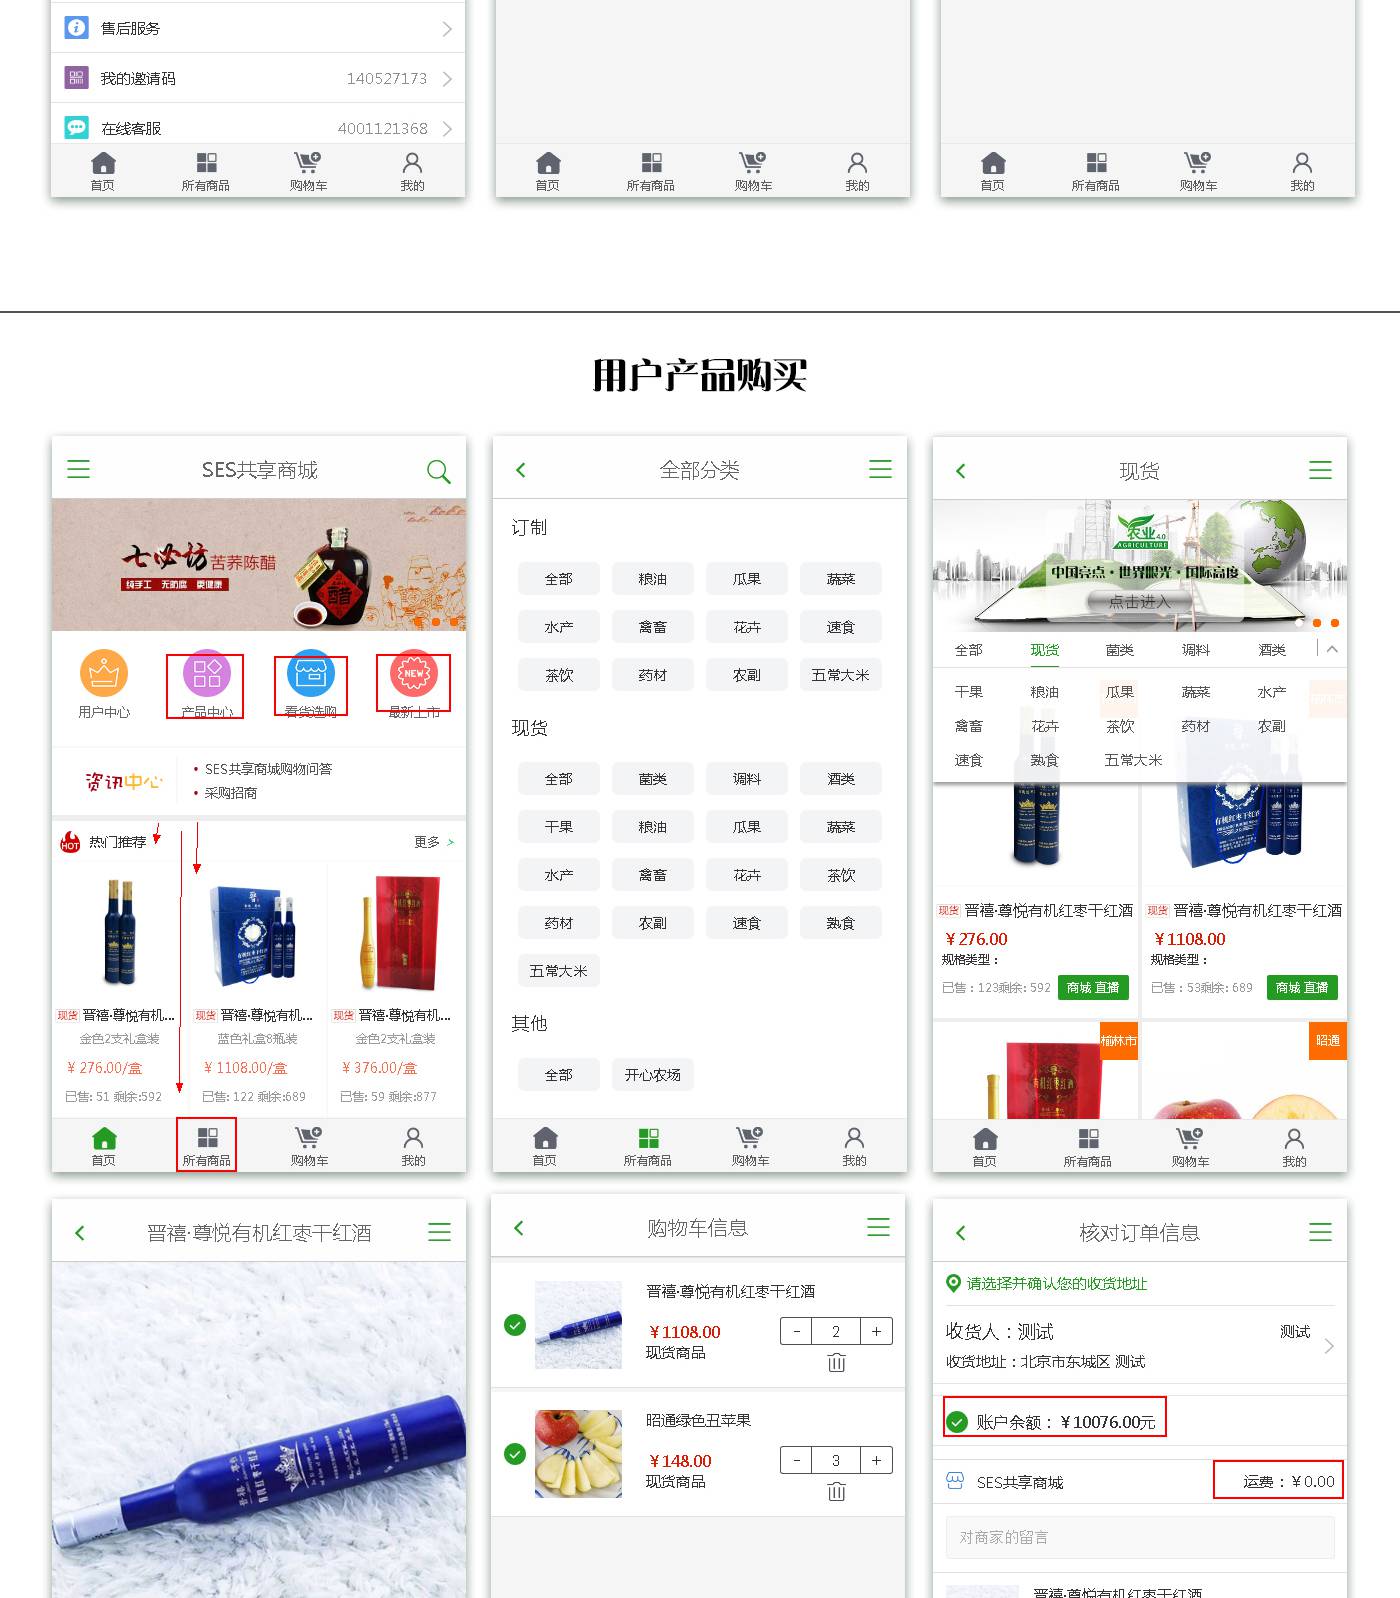 售后服务
我的邀请码 140527173
在线客服 4001121368
首页 所有商品 购物车 我的
首页 所有商品 购物车 我的
首页 所有商品 购物车 我的
用户产品购买
SES共享商城
七必坊 苦荞陈醋
纯手工 无防腐 更健康
醋
用户中心 产品中心 看货选购 最新上市
NEW
资讯中心
• SES共享商城购物问答
• 采购招商
HOT 热门推荐 更多 >
现货 晋禧·尊悦有机...
金色2支礼盒装
¥ 276.00/盒
已售: 51 剩余:592
现货 晋禧·尊悦有机...
蓝色礼盒8瓶装
¥ 1108.00/盒
已售: 122 剩余:689
现货 晋禧·尊悦有机...
金色2支礼盒装
¥ 376.00/盒
已售: 59 剩余:877
首页 所有商品 购物车 我的
全部分类
订制
全部 粮油 瓜果 蔬菜
水产 禽畜 花卉 速食
茶饮 药材 农副 五常大米
现货
全部 菌类 调料 酒类
干果 粮油 瓜果 蔬菜
水产 禽畜 花卉 茶饮
药材 农副 速食 熟食
五常大米
其他
全部 开心农场
首页 所有商品 购物车 我的
现货
农业4.0
AGRICULTURE
中国亮点·世界眼光·国际高度
点击进入
全部 现货 菌类 调料 酒类
干果 粮油 瓜果 蔬菜 水产
禽畜 花卉 茶饮 药材 农副
速食 熟食 五常大米
有机红枣干红酒
现货 晋禧·尊悦有机红枣干红酒
¥276.00
规格类型：
已售：123剩余: 592 商城 直播
现货 晋禧·尊悦有机红枣干红酒
¥1108.00
规格类型：
已售：53剩余: 689 商城 直播
榆林市
昭通
首页 所有商品 购物车 我的
晋禧·尊悦有机红枣干红酒
购物车信息
晋禧·尊悦有机红枣干红酒
¥1108.00 - 2 +
现货商品
昭通绿色丑苹果
¥148.00 - 3 +
现货商品
核对订单信息
请选择并确认您的收货地址
收货人：测试 测试
收货地址：北京市东城区 测试
账户余额：¥10076.00元
SES共享商城 运费：¥0.00
对商家的留言
晋禧·尊悦有机红枣干红酒